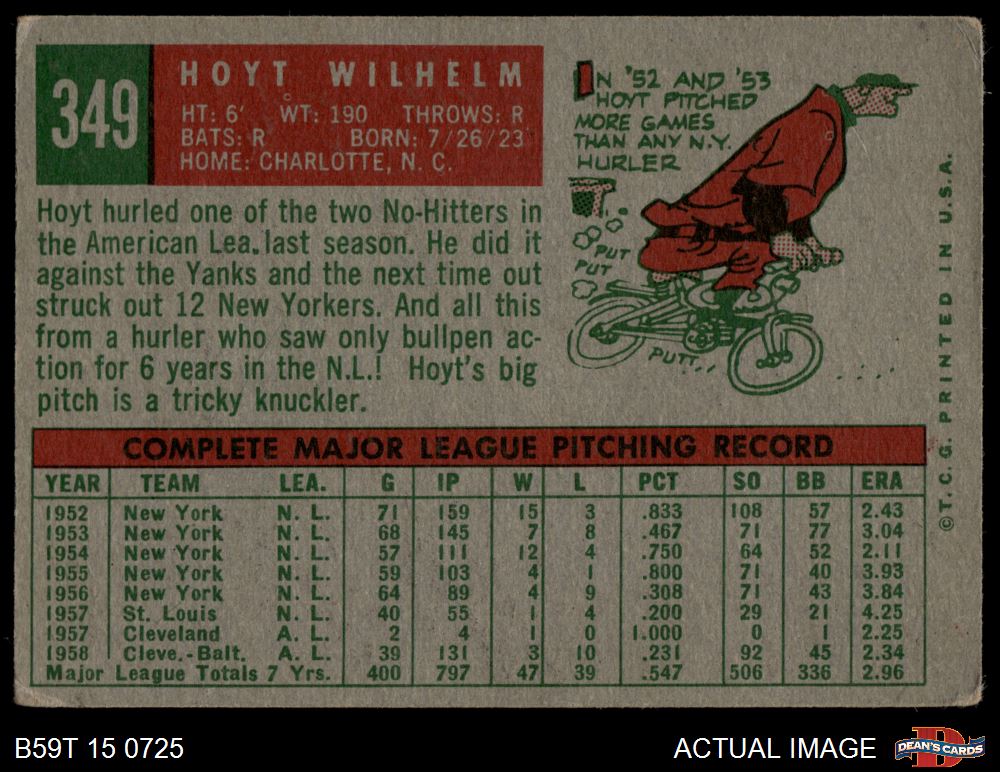 349
HOYT WILHELM
HT: 6' WT: 190 THROWS: R
BATS: R BORN: 7/26/23
HOME: CHARLOTTE, N. C.
Hoyt hurled one of the two No-Hitters in
the American Lea. last season. He did it
against the Yanks and the next time out
struck out 12 New Yorkers. And all this
from a hurler who saw only bullpen ac-
tion for 6 years in the N.L.! Hoyt's big
pitch is a tricky knuckler.
IN '52 AND '53
HOYT PITCHED
MORE GAMES
THAN ANY N.Y.
HURLER
PUT
PUT
PUTT..
©T.C.G. PRINTED IN U.S.A.
COMPLETE MAJOR LEAGUE PITCHING RECORD
YEAR TEAM LEA. G IP W L PCT SO BB ERA
1952 New York N. L. 71 159 15 3 .833 108 57 2.43
1953 New York N. L. 68 145 7 8 .467 71 77 3.04
1954 New York N. L. 57 111 12 4 .750 64 52 2.11
1955 New York N. L. 59 103 4 1 .800 71 40 3.93
1956 New York N. L. 64 89 4 9 .308 71 43 3.84
1957 St. Louis N. L. 40 55 1 4 .200 29 21 4.25
1957 Cleveland A. L. 2 4 1 0 1.000 0 1 2.25
1958 Cleve.-Balt. A. L. 39 131 3 10 .231 92 45 2.34
Major League Totals 7 Yrs. 400 797 47 39 .547 506 336 2.96
B59T 15 0725
ACTUAL IMAGE
DEAN'S CARDS